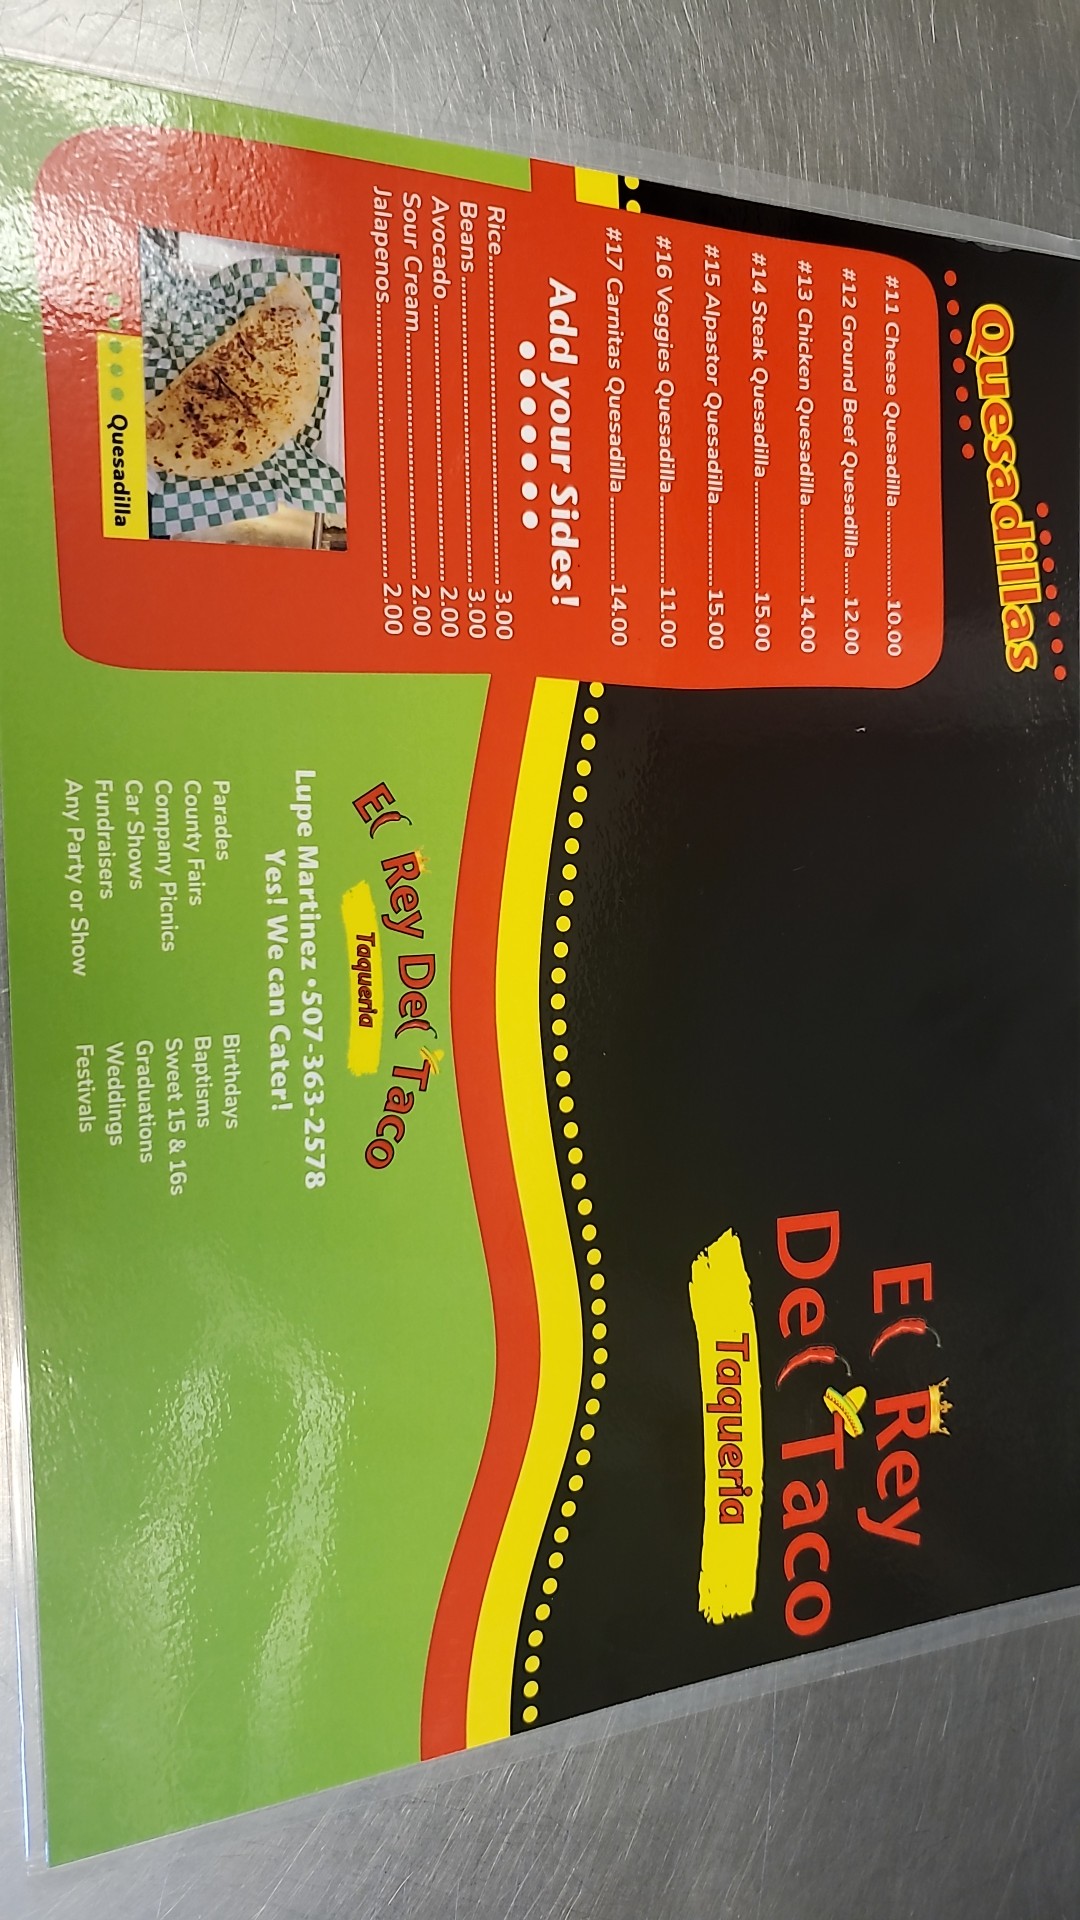 Quesadillas
#11 Cheese Quesadilla ................10.00
#12 Ground Beef Quesadilla ......12.00
#13 Chicken Quesadilla..............14.00
#14 Steak Quesadilla..................15.00
#15 Alpastor Quesadilla.............15.00
#16 Veggies Quesadilla...............11.00
#17 Carnitas Quesadilla..............14.00
Add your Sides!
Rice...............................................3.00
Beans.............................................3.00
Avocado .......................................2.00
Sour Cream...................................2.00
Jalapenos......................................2.00
Quesadilla
El Rey Del Taco
Taqueria
Lupe Martinez • 507-363-2578
Yes! We can Cater!
Parades
County Fairs
Company Picnics
Car Shows
Fundraisers
Any Party or Show
Birthdays
Baptisms
Sweet 15 & 16s
Graduations
Weddings
Festivals
El Rey
Del Taco
Taqueria